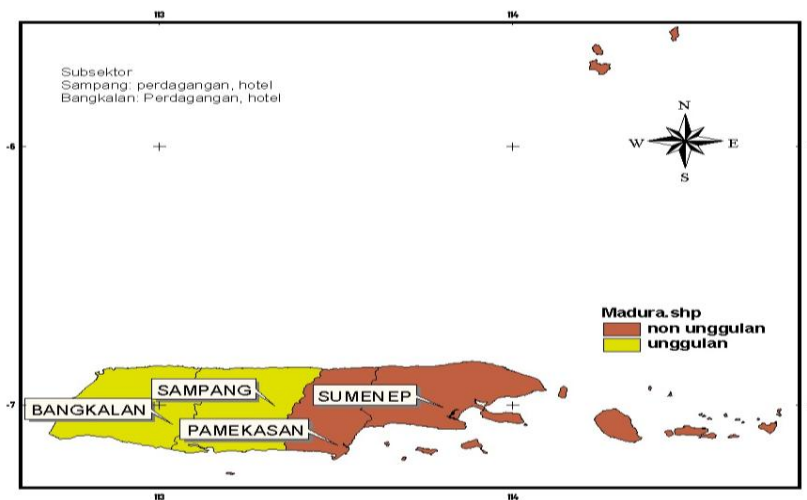 113 114
Subsektor
Sampang: perdagangan, hotel
Bangkalan: Perdagangan, hotel
N
-6
W E
S
Madura.shp
non unggulan
unggulan
SAMPANG
SUMENEP
-7
BANGKALAN
PAMEKASAN
113 114